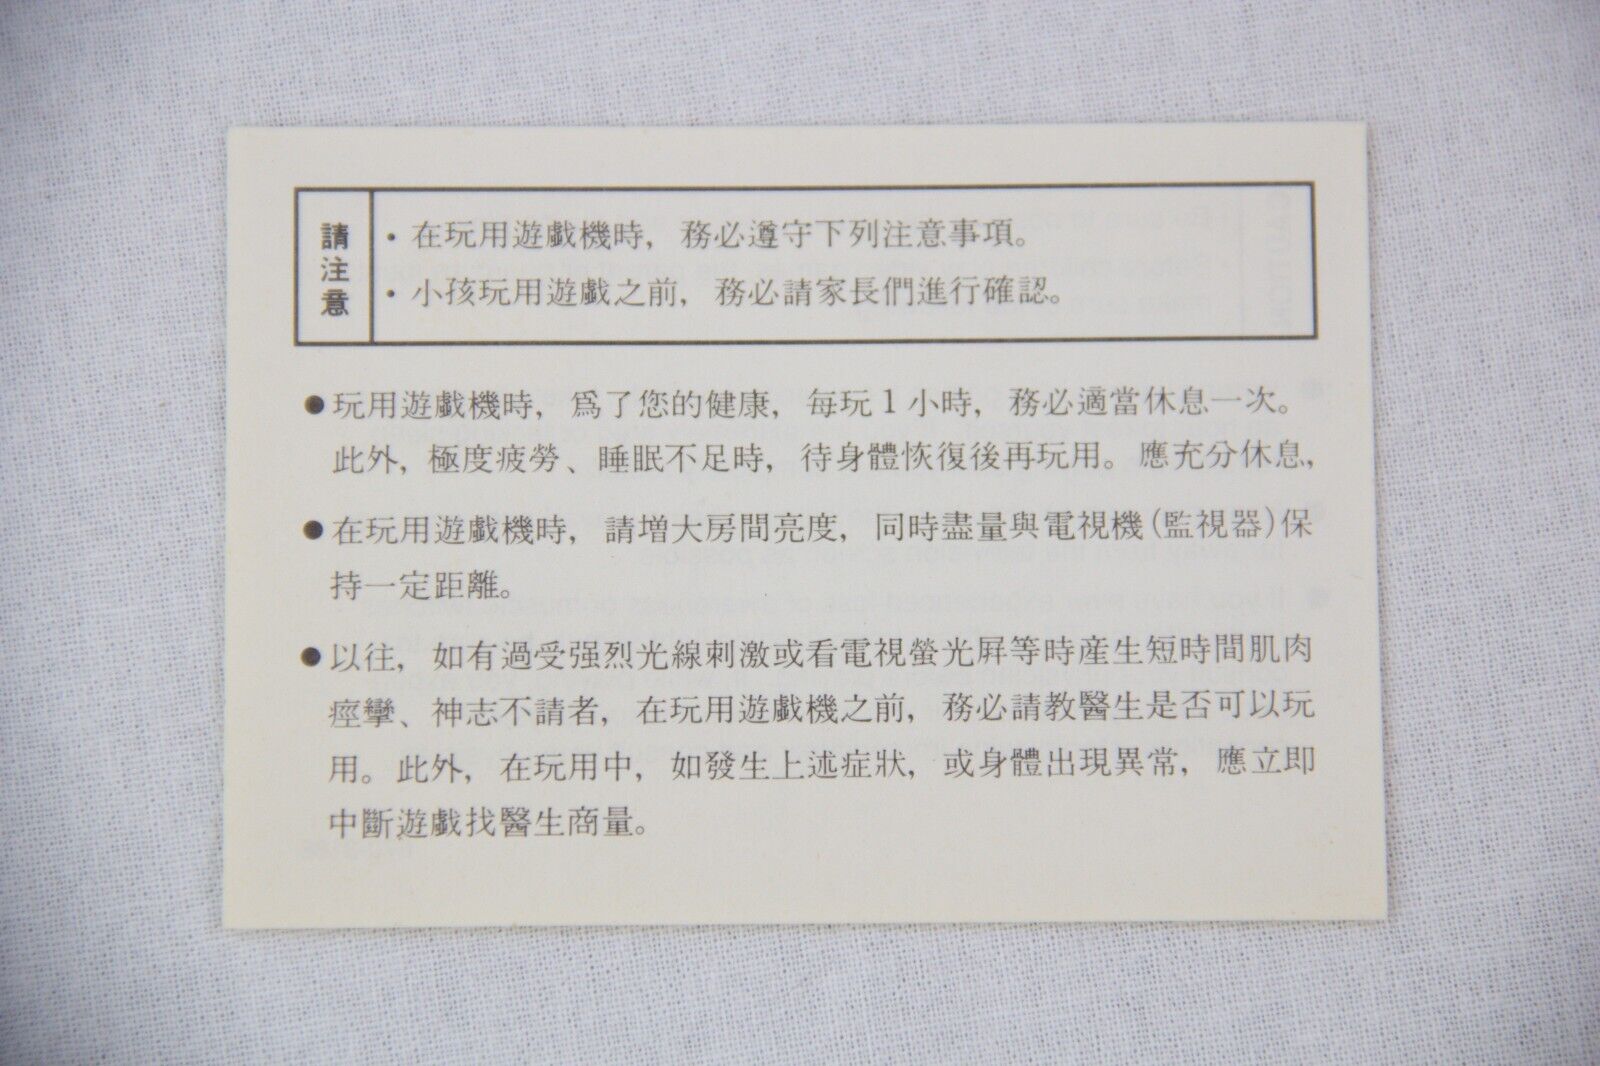 請注意
・在玩用遊戲機時，務必遵守下列注意事項。
・小孩玩用遊戲之前，務必請家長們進行確認。
●玩用遊戲機時，爲了您的健康，每玩1小時，務必適當休息一次。
此外，極度疲勞、睡眠不足時，待身體恢復後再玩用。應充分休息，
●在玩用遊戲機時，請增大房間亮度，同時盡量與電視機(監視器)保
持一定距離。
●以往，如有過受强烈光線刺激或看電視螢光屛等時産生短時間肌肉
痙攣、神志不請者，在玩用遊戲機之前，務必請教醫生是否可以玩
用。此外，在玩用中，如發生上述症狀，或身體出現異常，應立即
中斷遊戲找醫生商量。